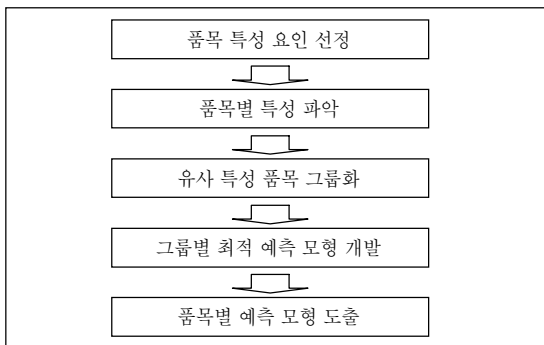 품목 특성 요인 선정
품목별 특성 파악
유사 특성 품목 그룹화
그룹별 최적 예측 모형 개발
품목별 예측 모형 도출